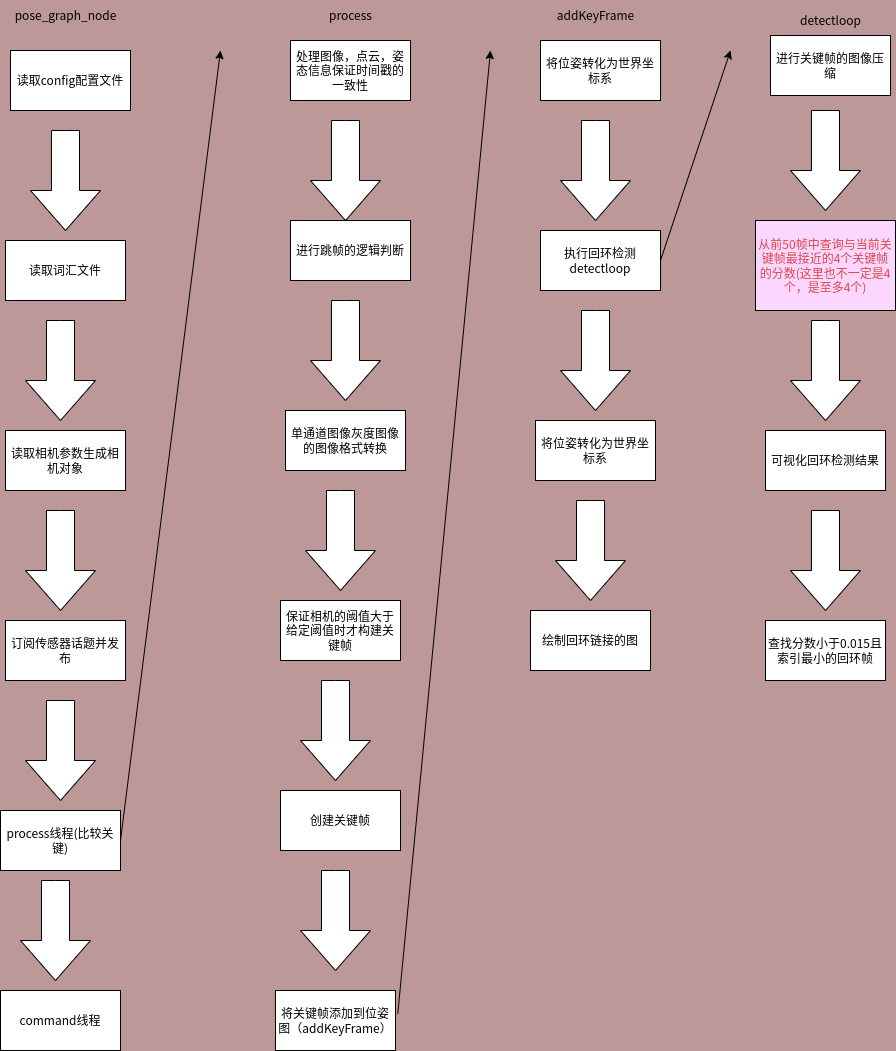 pose_graph_node
读取config配置文件
读取词汇文件
读取相机参数生成相
机对象
订阅传感器话题并发
布
process线程(比较关
键)
command线程
process
处理图像，点云，姿
态信息保证时间戳的
一致性
进行跳帧的逻辑判断
单通道图像灰度图像
的图像格式转换
保证相机的阈值大于
给定阈值时才构建关
键帧
创建关键帧
将关键帧添加到位姿
图（addKeyFrame）
addKeyFrame
将位姿转化为世界坐
标系
执行回环检测
detectloop
将位姿转化为世界坐
标系
绘制回环链接的图
detectloop
进行关键帧的图像压
缩
从前50帧中查询与当前关
键帧最接近的4个关键帧
的分数(这里也不一定是4
个，是至多4个)
可视化回环检测结果
查找分数小于0.015且
索引最小的回环帧